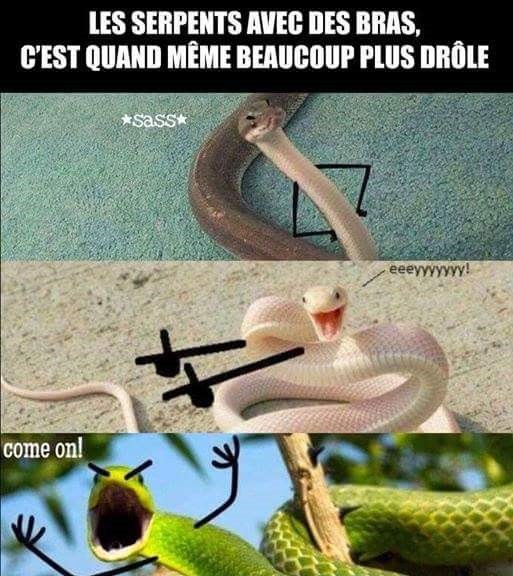 LES SERPENTS AVEC DES BRAS,
C'EST QUAND MÊME BEAUCOUP PLUS DRÔLE
*sass*
eeeyyyyyyy!
come on!